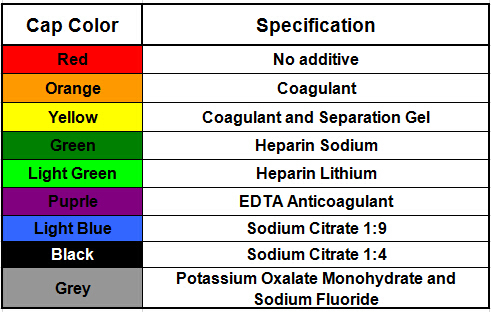 Cap Color Specification
Red No additive
Orange Coagulant
Yellow Coagulant and Separation Gel
Green Heparin Sodium
Light Green Heparin Lithium
Puprle EDTA Anticoagulant
Light Blue Sodium Citrate 1:9
Black Sodium Citrate 1:4
Grey Potassium Oxalate Monohydrate and
Sodium Fluoride